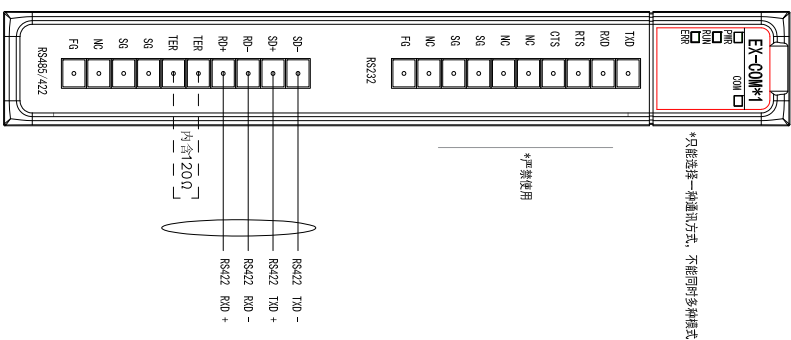 RS485/422
FG
NC
SG
SG
TER
TER
RD+
RD-
SD+
SD-
RS232
FG
NC
SG
SG
NC
NC
CTS
RTS
RXD
TXD
ERR
RUN
PWR
EX-COM*1
COM
内含120Ω
*严禁使用
*只能选择一种通讯方式，不能同时多种模式
RS422 RXD +
RS422 RXD -
RS422 TXD +
RS422 TXD -